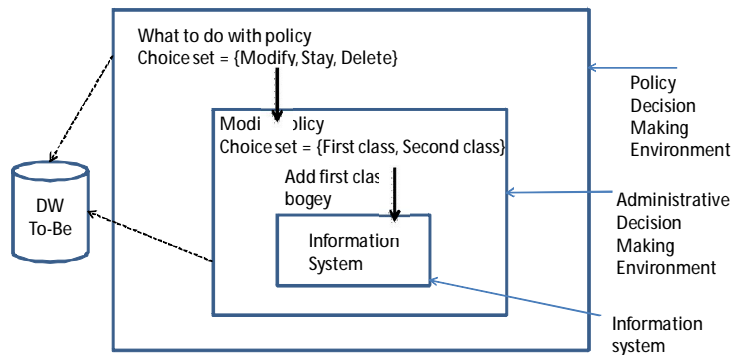 What to do with policy
Choice set = {Modify, Stay, Delete}
Policy
Decision
Making
Environment
olicy
Choice set = {First class, Second class}
Add first
bogey
Administrative
Decision
Making
Environment
DW
To-Be
Information
System
Information
system